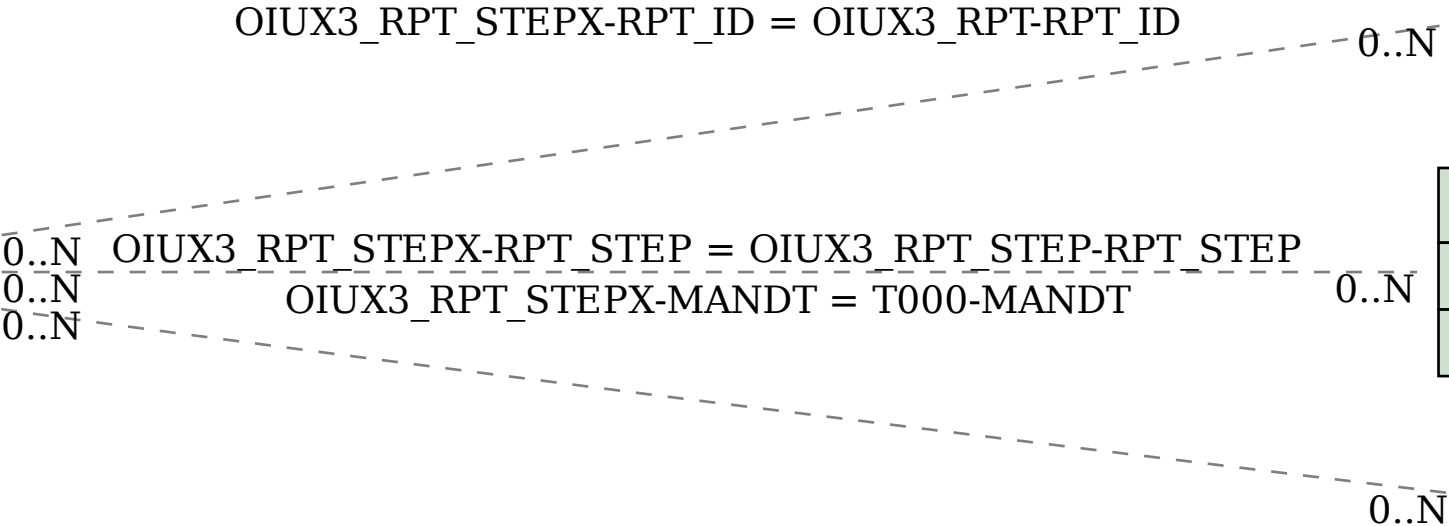 OIUX3_RPT_STEPX-RPT_ID = OIUX3_RPT-RPT_ID
0..N
0..N
OIUX3_RPT_STEPX-RPT_STEP = OIUX3_RPT_STEP-RPT_STEP
0..N
0..N
OIUX3_RPT_STEPX-MANDT = T000-MANDT
0..N
0..N